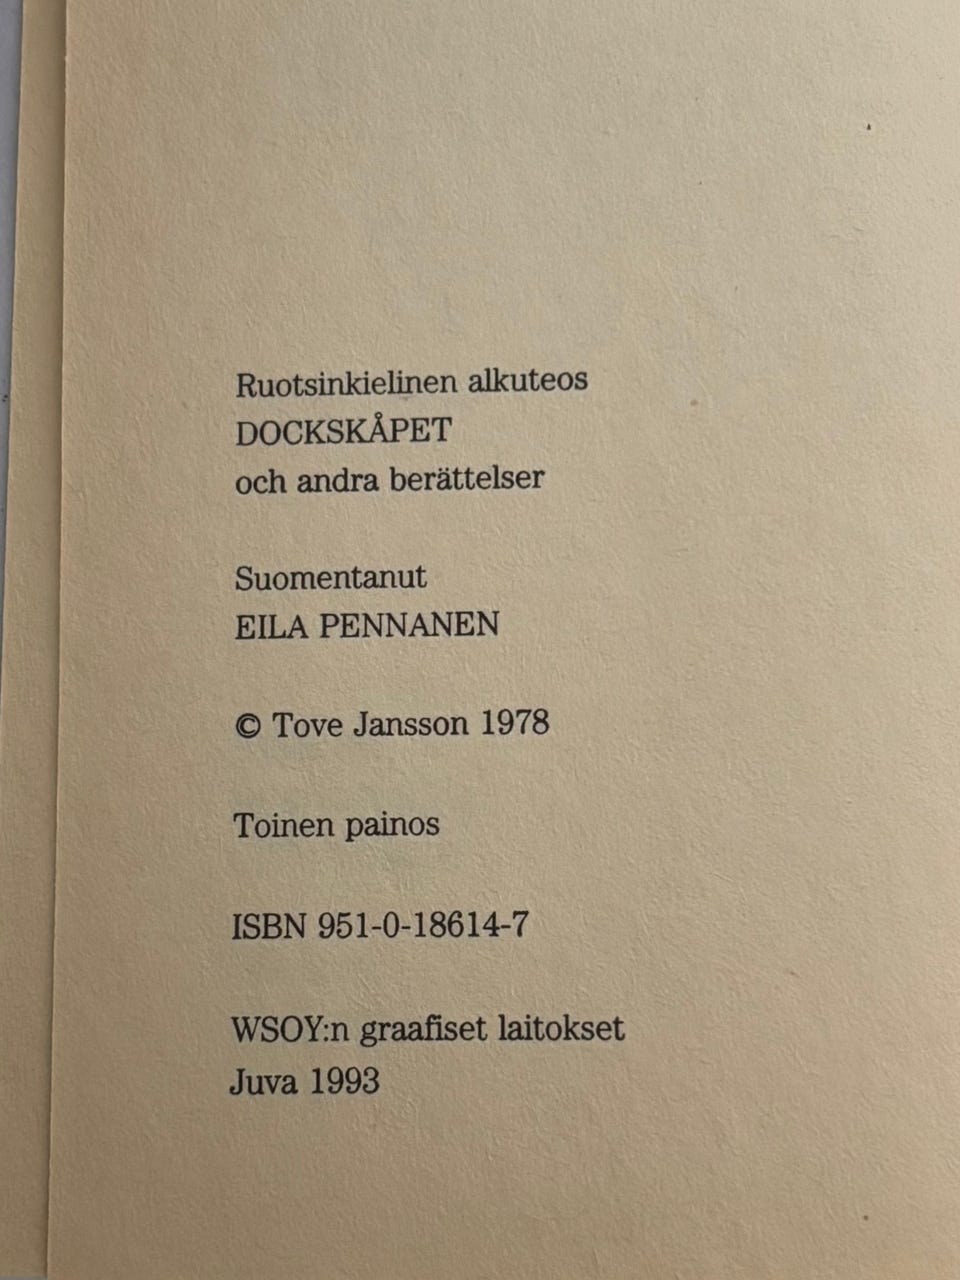 Ruotsinkielinen alkuteos
DOCKSKÅPET
och andra berättelser
Suomentanut
EILA PENNANEN
© Tove Jansson 1978
Toinen painos
ISBN 951-0-18614-7
WSOY:n graafiset laitokset
Juva 1993